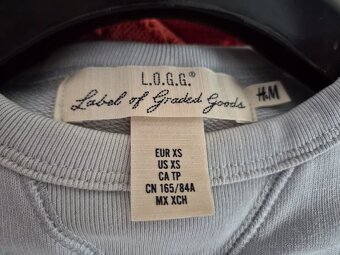 L.O.G.G.®
Label of Graded Goods
H&M
EUR XS
US XS
CA TP
CN 165/84A
MX XCH